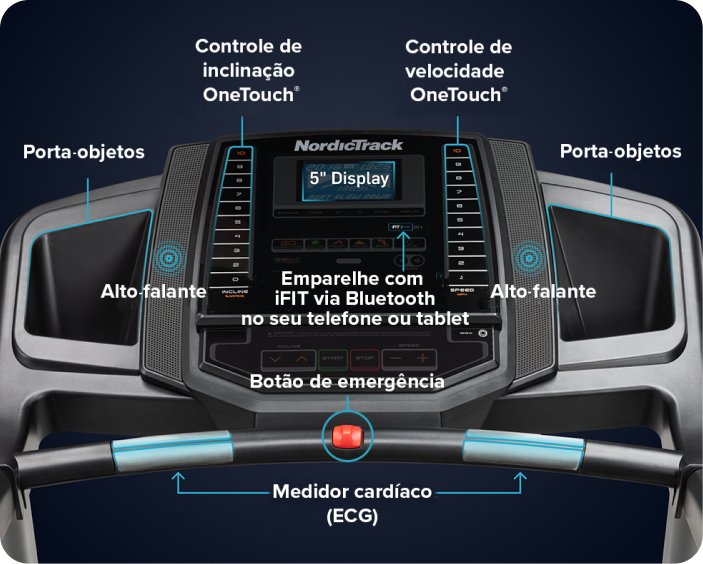 Controle de
inclinação
OneTouch®
Controle de
velocidade
OneTouch®
Porta-objetos
Porta-objetos
NordicTrack
5" Display
10
9
8
7
6
5
4
3
2
1
0
INCLINE
10
9
8
7
6
5
4
3
2
1
SPEED
iFIT
Alto-falante
Alto-falante
Emparelhe com
iFIT via Bluetooth
no seu telefone ou tablet
VOLUME
SPEED
START
STOP
Botão de emergência
Medidor cardíaco
(ECG)